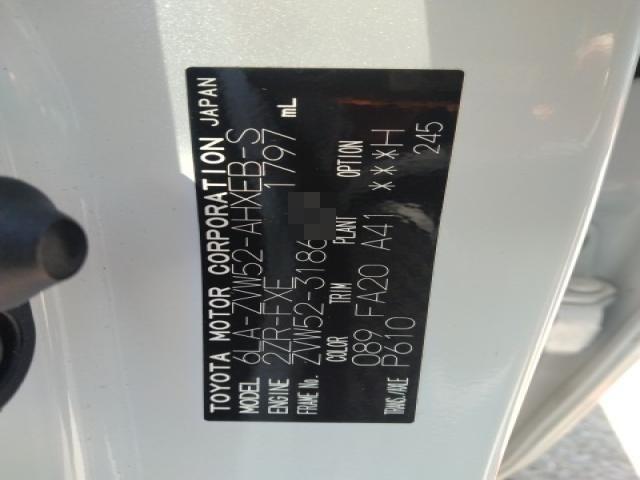 TOYOTA MOTOR CORPORATION JAPAN
MODEL 6LA-ZVW52-AHXEB-S
ENGINE 2ZR-FXE 1797 mL
FRAME No. ZVW52-3186
COLOR TRIM PLANT OPTION
089 FA20 A41 ***H
TRANS./AXLE P610 245